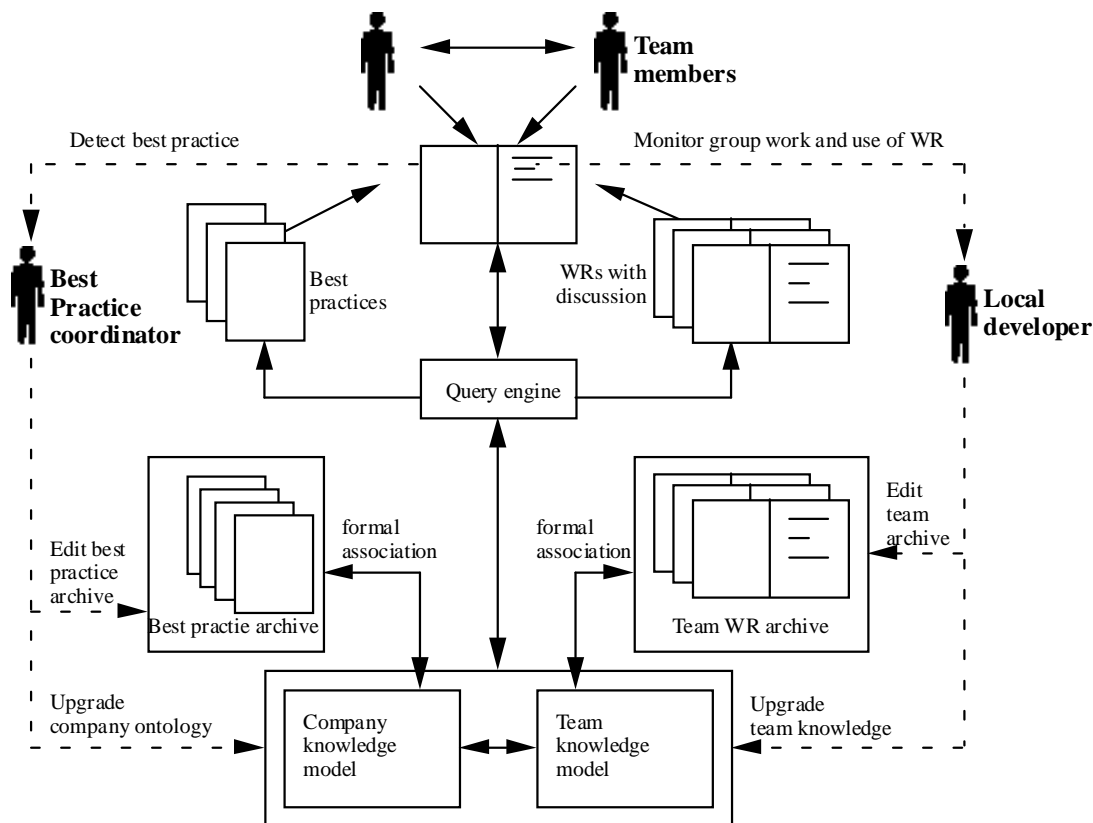 Team
members
Detect best practice
Monitor group work and use of WR
Best
Practice
coordinator
Best
practices
WRs with
discussion
Local
developer
Query engine
Edit best
practice
archive
formal
association
formal
association
Edit
team
archive
Best practie archive
Team WR archive
Upgrade
company ontology
Company
knowledge
model
Team
knowledge
model
Upgrade
team knowledge